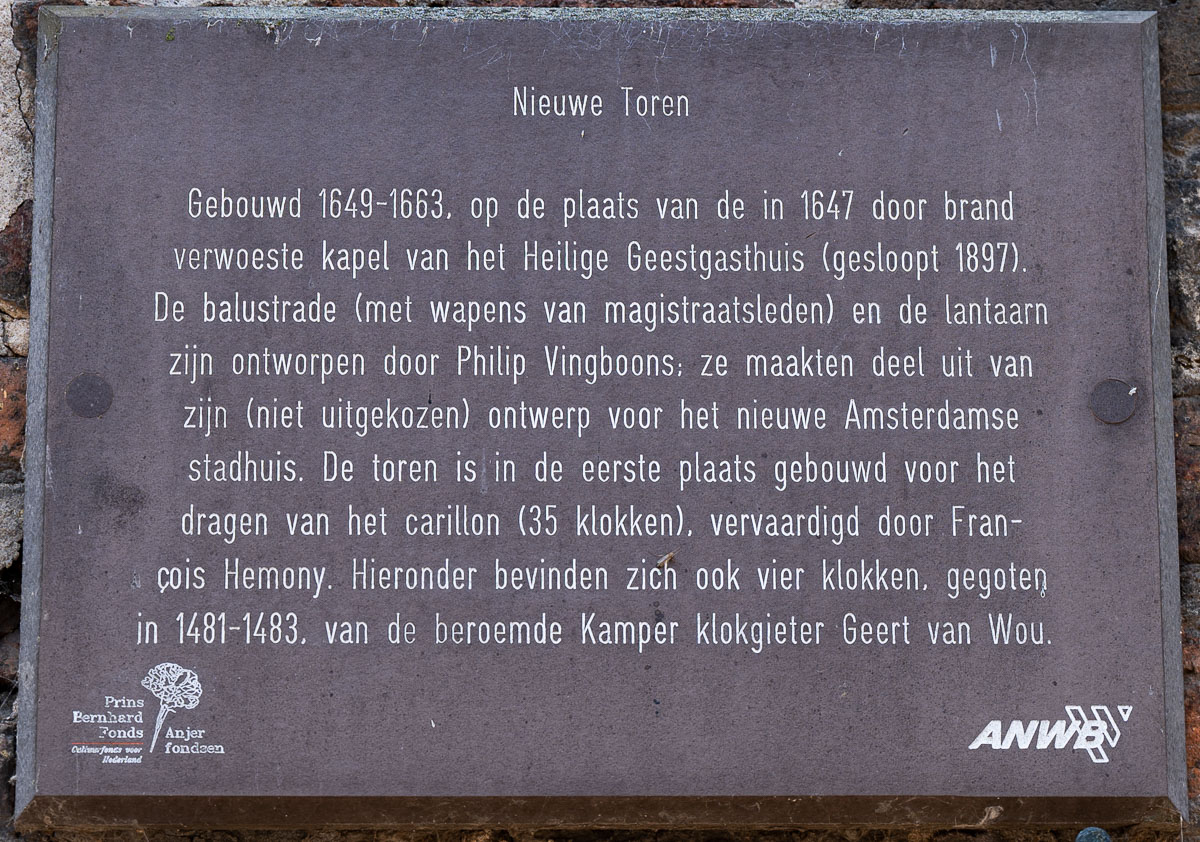 Nieuwe Toren
Gebouwd 1649-1663, op de plaats van de in 1647 door brand
verwoeste kapel van het Heilige Geestgasthuis (gesloopt 1897).
De balustrade (met wapens van magistraatsleden) en de lantaarn
zijn ontworpen door Philip Vingboons; ze maakten deel uit van
zijn (niet uitgekozen) ontwerp voor het nieuwe Amsterdamse
stadhuis. De toren is in de eerste plaats gebouwd voor het
dragen van het carillon (35 klokken), vervaardigd door Fran-
çois Hemony. Hieronder bevinden zich ook vier klokken, gegoten
in 1481-1483, van de beroemde Kamper klokgieter Geert van Wou.
Prins
Bernhard
Fonds
Cultuurfonds voor
Nederland
Anjer
fondsen
ANWB